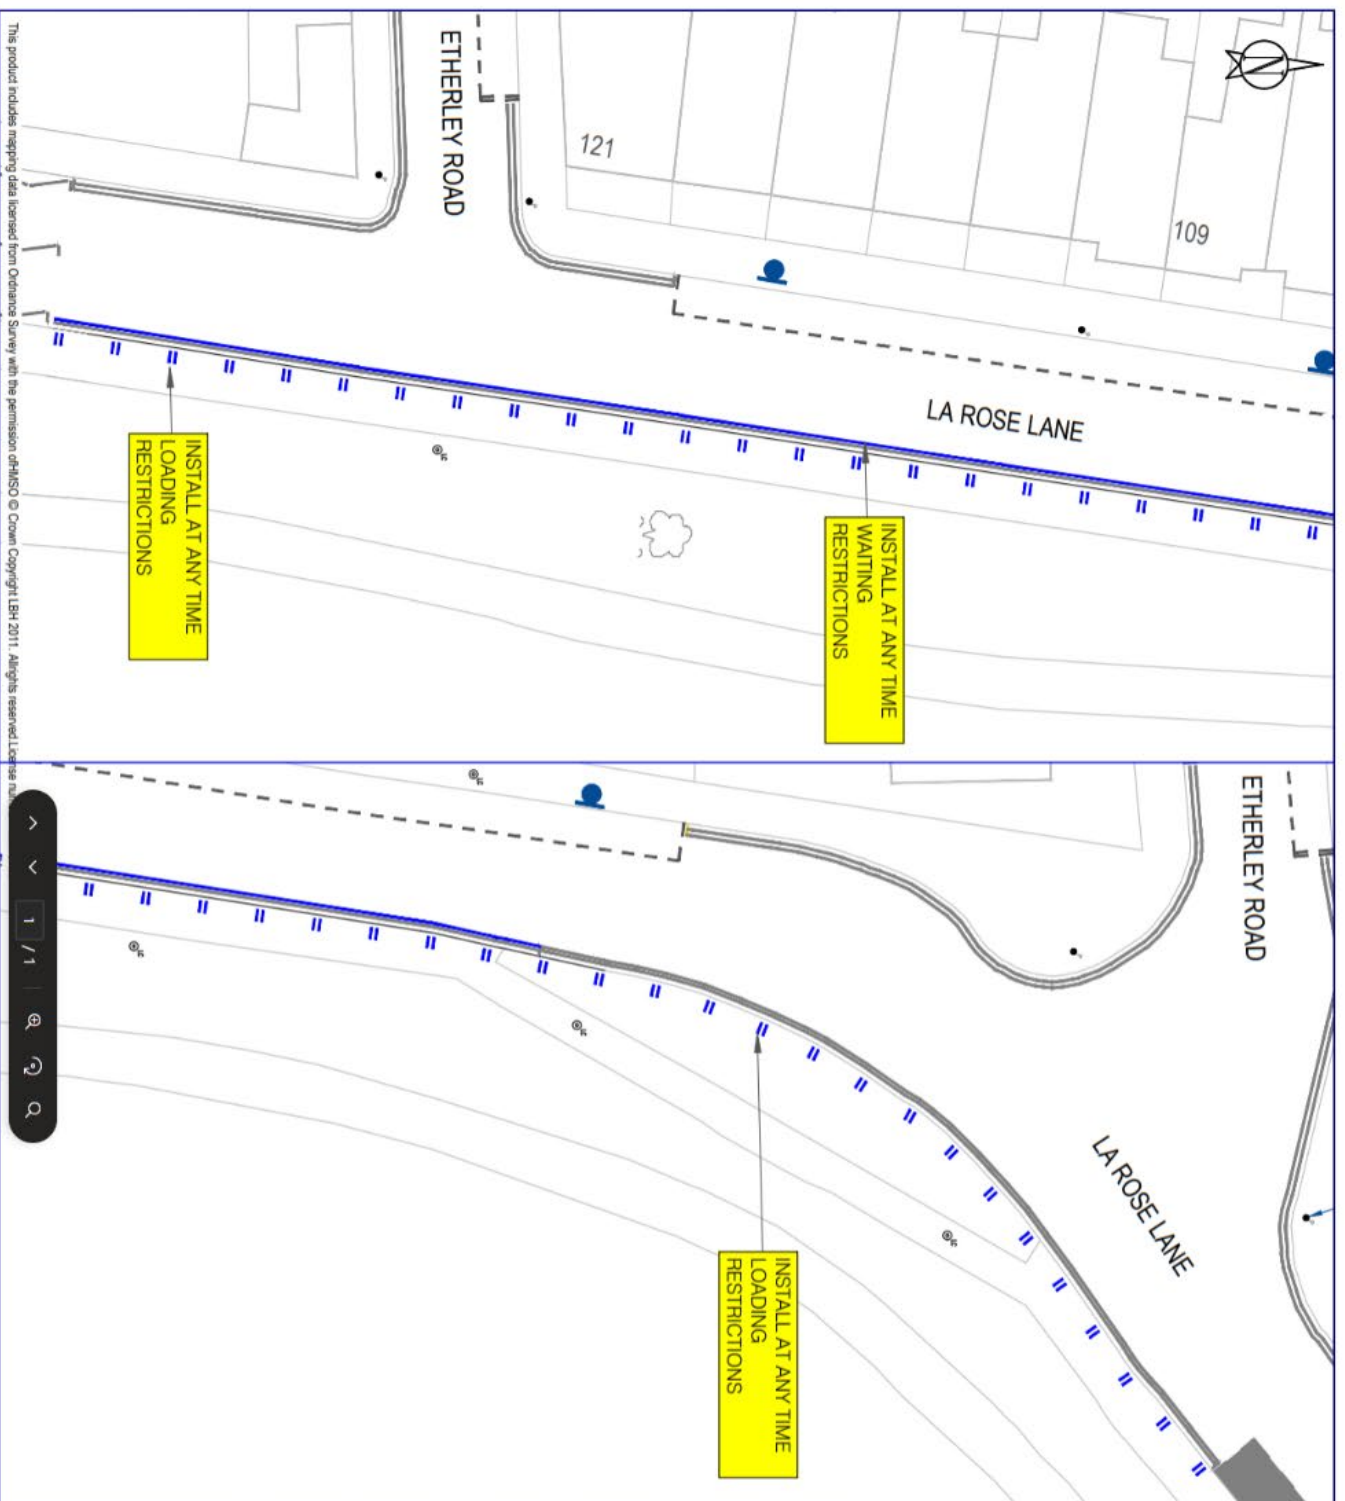 This product includes mapping data licensed from Ordnance Survey with the permission of HMSO © Crown Copyright LBH 2011. All rights reserved. License
ETHERLEY ROAD
121
109
N
LA ROSE LANE
INSTALL AT ANY TIME
LOADING
RESTRICTIONS
INSTALL AT ANY TIME
WAITING
RESTRICTIONS
ETHERLEY ROAD
LA ROSE LANE
INSTALL AT ANY TIME
LOADING
RESTRICTIONS
1 / 1